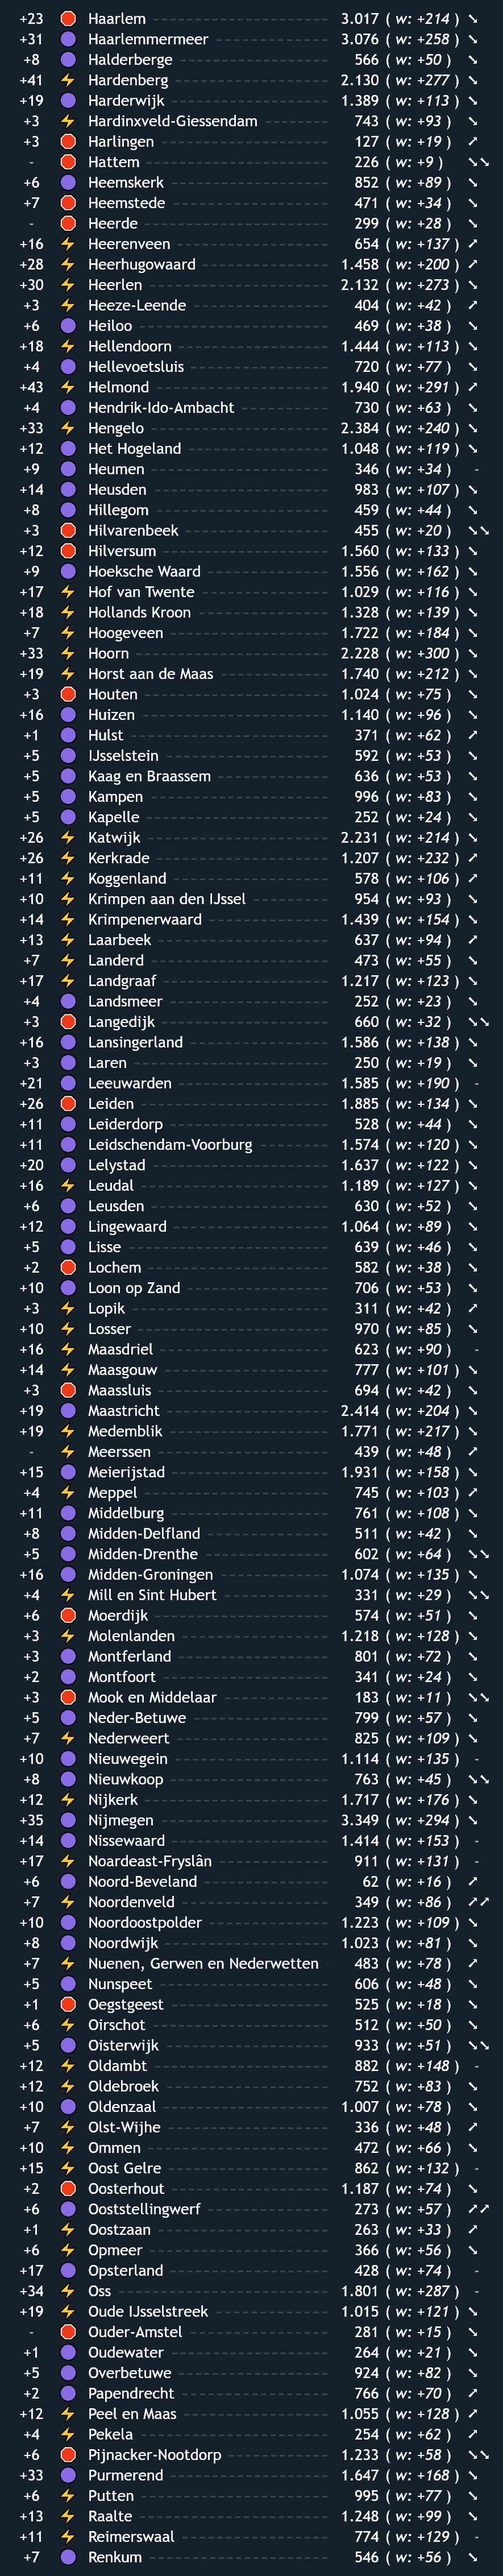 +23 Haarlem 3.017 ( w: +214 ) ↘
+31 Haarlemmermeer 3.076 ( w: +258 ) ↘
+8 Halderberge 566 ( w: +50 ) ↘
+41 Hardenberg 2.130 ( w: +277 ) ↘
+19 Harderwijk 1.389 ( w: +113 ) ↘
+3 Hardinxveld-Giessendam 743 ( w: +93 ) ↘
+3 Harlingen 127 ( w: +19 ) ↗
- Hattem 226 ( w: +9 ) ↘↘
+6 Heemskerk 852 ( w: +89 ) ↘
+7 Heemstede 471 ( w: +34 ) ↘
- Heerde 299 ( w: +28 ) ↘
+16 Heerenveen 654 ( w: +137 ) ↗
+28 Heerhugowaard 1.458 ( w: +200 ) ↘
+30 Heerlen 2.132 ( w: +273 ) ↘
+3 Heeze-Leende 404 ( w: +42 ) ↗
+6 Heiloo 469 ( w: +38 ) ↘
+18 Hellendoorn 1.444 ( w: +113 ) ↘
+4 Hellevoetsluis 720 ( w: +77 ) ↘
+43 Helmond 1.940 ( w: +291 ) ↗
+4 Hendrik-Ido-Ambacht 730 ( w: +63 ) ↘
+33 Hengelo 2.384 ( w: +240 ) ↘
+12 Het Hogeland 1.048 ( w: +119 ) ↘
+9 Heumen 346 ( w: +34 ) -
+14 Heusden 983 ( w: +107 ) ↘
+8 Hillegom 459 ( w: +44 ) ↘
+3 Hilvarenbeek 455 ( w: +20 ) ↘↘
+12 Hilversum 1.560 ( w: +133 ) ↘
+9 Hoeksche Waard 1.556 ( w: +162 ) ↘
+17 Hof van Twente 1.029 ( w: +116 ) ↘
+18 Hollands Kroon 1.328 ( w: +139 ) ↘
+7 Hoogeveen 1.722 ( w: +184 ) ↘
+33 Hoorn 2.228 ( w: +300 ) ↘
+19 Horst aan de Maas 1.740 ( w: +212 ) ↘
+3 Houten 1.024 ( w: +75 ) ↘
+16 Huizen 1.140 ( w: +96 ) ↘
+1 Hulst 371 ( w: +62 ) ↗
+5 IJsselstein 592 ( w: +53 ) ↘
+5 Kaag en Braassem 636 ( w: +53 ) ↘
+5 Kampen 996 ( w: +83 ) ↘
+5 Kapelle 252 ( w: +24 ) ↘
+26 Katwijk 2.231 ( w: +214 ) ↘
+26 Kerkrade 1.207 ( w: +232 ) ↗
+11 Koggenland 578 ( w: +106 ) ↗
+10 Krimpen aan den IJssel 954 ( w: +93 ) ↘
+14 Krimpenerwaard 1.439 ( w: +154 ) ↘
+13 Laarbeek 637 ( w: +94 ) ↗
+7 Landerd 473 ( w: +55 ) ↘
+17 Landgraaf 1.217 ( w: +123 ) ↘
+4 Landsmeer 252 ( w: +23 ) ↘
+3 Langedijk 660 ( w: +32 ) ↘↘
+16 Lansingerland 1.586 ( w: +138 ) ↘
+3 Laren 250 ( w: +19 ) ↘
+21 Leeuwarden 1.585 ( w: +190 ) -
+26 Leiden 1.885 ( w: +134 ) ↘
+11 Leiderdorp 528 ( w: +44 ) ↘
+11 Leidschendam-Voorburg 1.574 ( w: +120 ) ↘
+20 Lelystad 1.637 ( w: +122 ) ↘
+16 Leudal 1.189 ( w: +127 ) ↘
+6 Leusden 630 ( w: +52 ) ↘
+12 Lingewaard 1.064 ( w: +89 ) ↘
+5 Lisse 639 ( w: +46 ) ↘
+2 Lochem 582 ( w: +38 ) ↘
+10 Loon op Zand 706 ( w: +53 ) ↘
+3 Lopik 311 ( w: +42 ) ↗
+10 Losser 970 ( w: +85 ) ↘
+16 Maasdriel 623 ( w: +90 ) -
+14 Maasgouw 777 ( w: +101 ) ↘
+3 Maassluis 694 ( w: +42 ) ↘
+19 Maastricht 2.414 ( w: +204 ) ↘
+19 Medemblik 1.771 ( w: +217 ) ↘
- Meerssen 439 ( w: +48 ) ↗
+15 Meierijstad 1.931 ( w: +158 ) ↘
+4 Meppel 745 ( w: +103 ) ↗
+11 Middelburg 761 ( w: +108 ) ↘
+8 Midden-Delfland 511 ( w: +42 ) ↘
+5 Midden-Drenthe 602 ( w: +64 ) ↘↘
+16 Midden-Groningen 1.074 ( w: +135 ) ↘
+4 Mill en Sint Hubert 331 ( w: +29 ) ↘↘
+6 Moerdijk 574 ( w: +51 ) ↘
+3 Molenlanden 1.218 ( w: +128 ) ↘
+3 Montferland 801 ( w: +72 ) ↘
+2 Montfoort 341 ( w: +24 ) ↘
+3 Mook en Middelaar 183 ( w: +11 ) ↘↘
+5 Neder-Betuwe 799 ( w: +57 ) ↘
+7 Nederweert 825 ( w: +109 ) ↘
+10 Nieuwegein 1.114 ( w: +135 ) -
+8 Nieuwkoop 763 ( w: +45 ) ↘↘
+12 Nijkerk 1.717 ( w: +176 ) ↘
+35 Nijmegen 3.349 ( w: +294 ) ↘
+14 Nissewaard 1.414 ( w: +153 ) -
+17 Noardeast-Fryslân 911 ( w: +131 ) -
+6 Noord-Beveland 62 ( w: +16 ) ↗
+7 Noordenveld 349 ( w: +86 ) ↗↗
+10 Noordoostpolder 1.223 ( w: +109 ) ↘
+8 Noordwijk 1.023 ( w: +81 ) ↘
+7 Nuenen, Gerwen en Nederwetten 483 ( w: +78 ) ↗
+5 Nunspeet 606 ( w: +48 ) ↘
+1 Oegstgeest 525 ( w: +18 ) ↘
+6 Oirschot 512 ( w: +50 ) ↘
+5 Oisterwijk 933 ( w: +51 ) ↘↘
+12 Oldambt 882 ( w: +148 ) -
+12 Oldebroek 752 ( w: +83 ) ↘
+10 Oldenzaal 1.007 ( w: +78 ) ↘
+7 Olst-Wijhe 336 ( w: +48 ) ↗
+10 Ommen 472 ( w: +66 ) ↘
+15 Oost Gelre 862 ( w: +132 ) -
+2 Oosterhout 1.187 ( w: +74 ) ↘
+6 Ooststellingwerf 273 ( w: +57 ) ↗↗
+1 Oostzaan 263 ( w: +33 ) ↗
+6 Opmeer 366 ( w: +56 ) ↘
+17 Opsterland 428 ( w: +74 ) -
+34 Oss 1.801 ( w: +287 ) -
+19 Oude IJsselstreek 1.015 ( w: +121 ) ↘
- Ouder-Amstel 281 ( w: +15 ) ↘
+1 Oudewater 264 ( w: +21 ) ↘
+5 Overbetuwe 924 ( w: +82 ) ↘
+2 Papendrecht 766 ( w: +70 ) ↗
+12 Peel en Maas 1.055 ( w: +128 ) ↗
+4 Pekela 254 ( w: +62 ) ↗
+6 Pijnacker-Nootdorp 1.233 ( w: +58 ) ↘↘
+33 Purmerend 1.647 ( w: +168 ) ↘
+6 Putten 995 ( w: +77 ) ↘
+13 Raalte 1.248 ( w: +99 ) ↘
+11 Reimerswaal 774 ( w: +129 ) -
+7 Renkum 546 ( w: +56 ) ↘